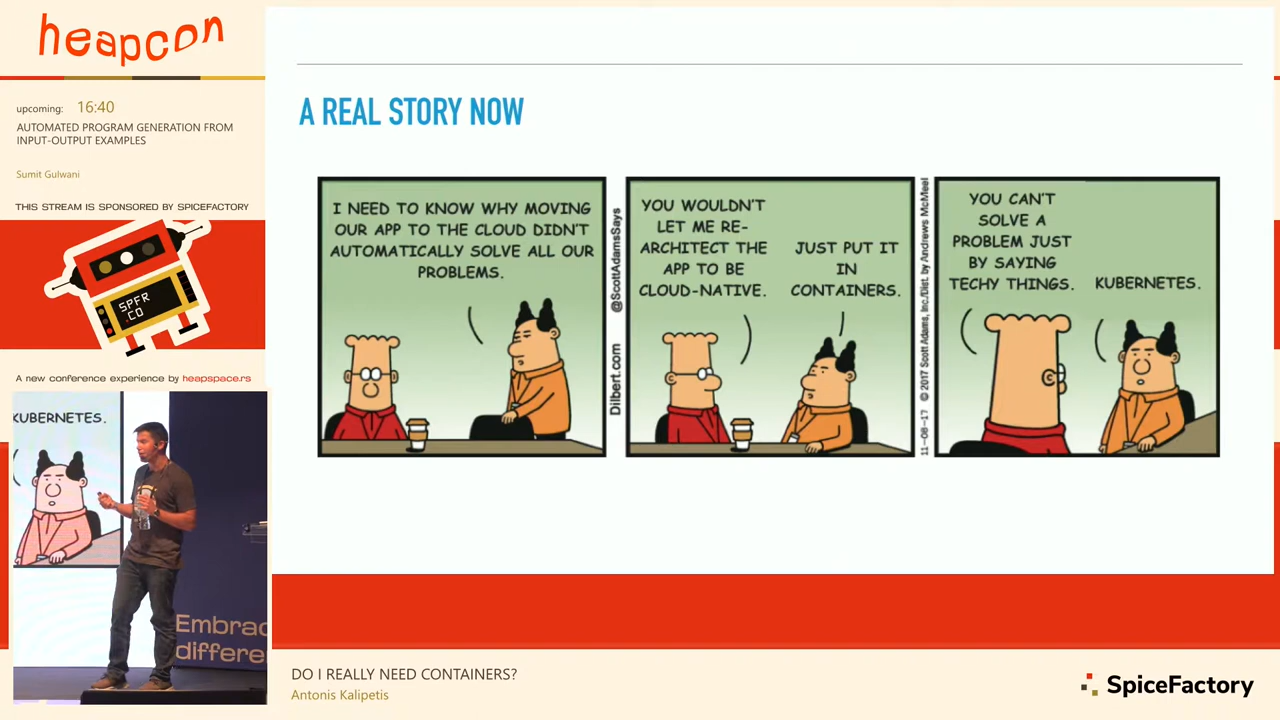 heapcon
upcoming: 16:40
AUTOMATED PROGRAM GENERATION FROM
INPUT-OUTPUT EXAMPLES
Sumit Gulwani
THIS STREAM IS SPONSORED BY SPICEFACTORY
SPFR
.CO
A new conference experience by heapspace.rs
KUBERNETES.
Embrac
differe
A REAL STORY NOW
I NEED TO KNOW WHY MOVING
OUR APP TO THE CLOUD DIDN'T
AUTOMATICALLY SOLVE ALL OUR
PROBLEMS.
Dilbert.com @ScottAdamsSays
YOU WOULDN'T
LET ME RE-
ARCHITECT THE
APP TO BE
CLOUD-NATIVE.
JUST PUT IT
IN
CONTAINERS.
11-08-17 © 2017 Scott Adams, Inc./Dist. by Andrews McMeel
YOU CAN'T
SOLVE A
PROBLEM JUST
BY SAYING
TECHY THINGS.
KUBERNETES.
DO I REALLY NEED CONTAINERS?
Antonis Kalipetis
SpiceFactory